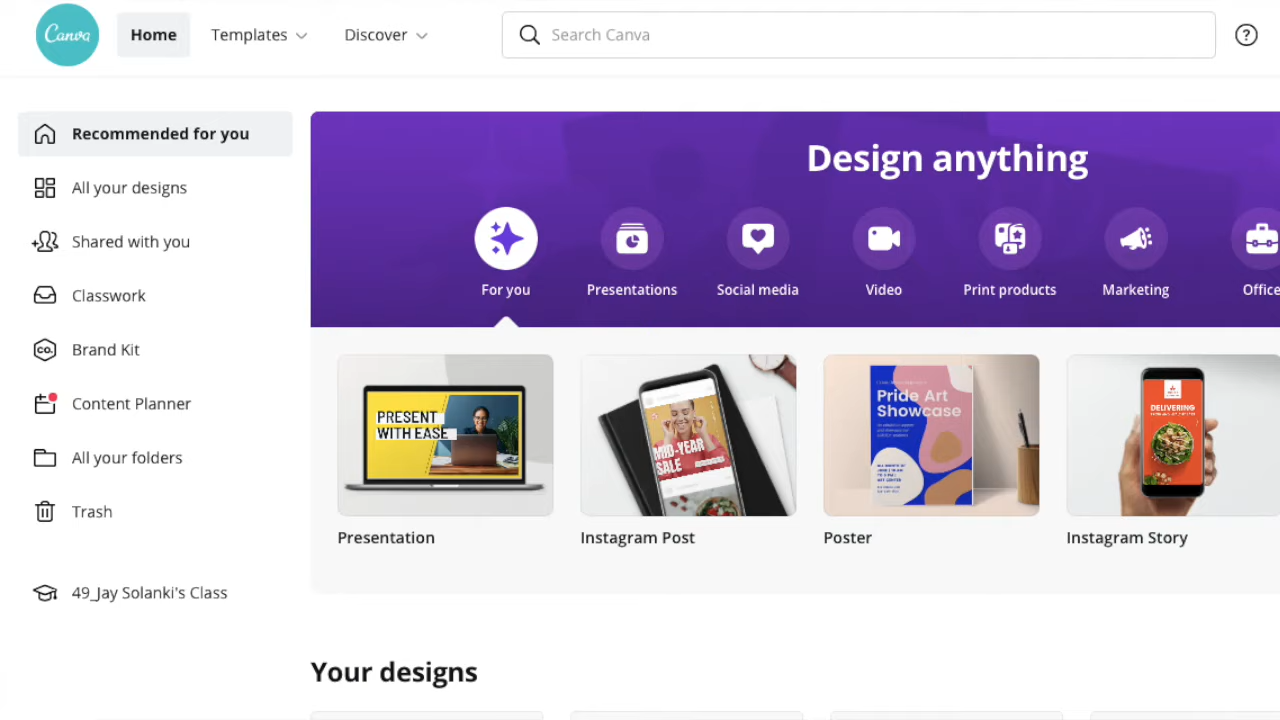 Canva
Home
Templates
Discover
Search Canva
?
Recommended for you
All your designs
Shared with you
Classwork
co.
Brand Kit
Content Planner
All your folders
Trash
49_Jay Solanki's Class
Design anything
For you
Presentations
Social media
Video
Print products
Marketing
Office
PRESENT
WITH EASE
MID-YEAR
SALE
Pride Art
Showcase
DELIVERING
Presentation
Instagram Post
Poster
Instagram Story
Your designs